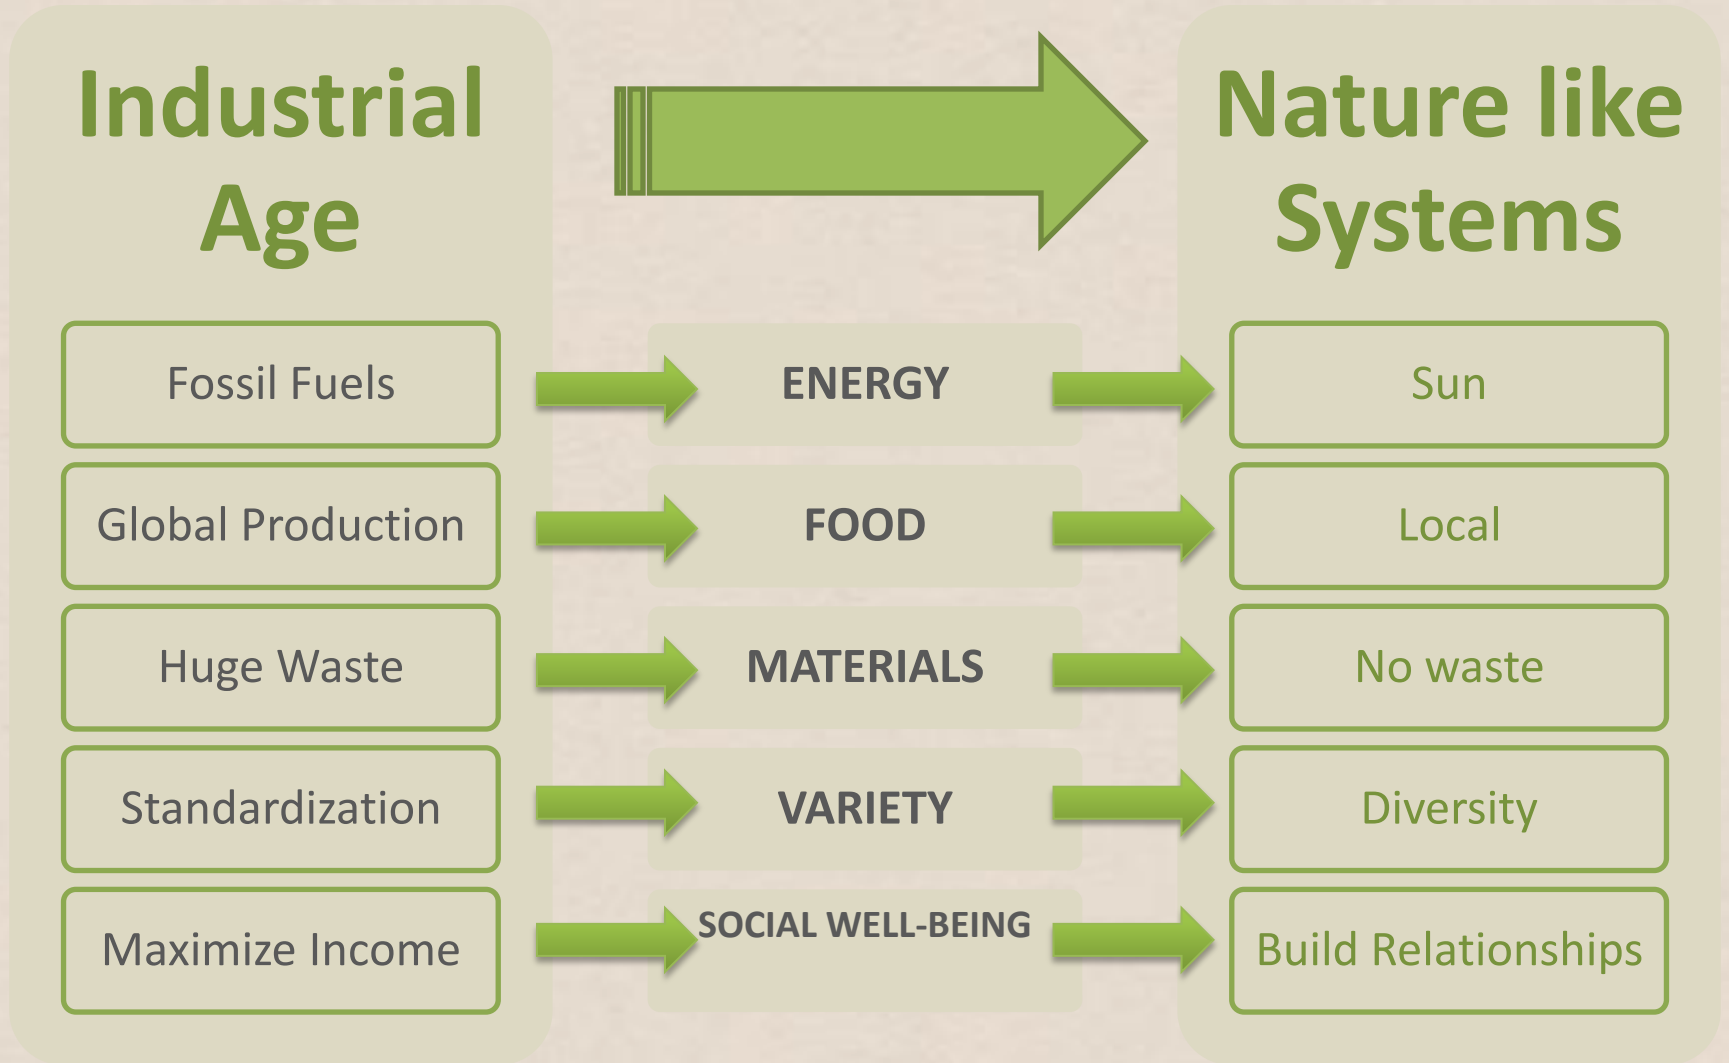 Industrial
Age
Nature like
Systems
Fossil Fuels
ENERGY
Sun
Global Production
FOOD
Local
Huge Waste
MATERIALS
No waste
Standardization
VARIETY
Diversity
Maximize Income
SOCIAL WELL-BEING
Build Relationships